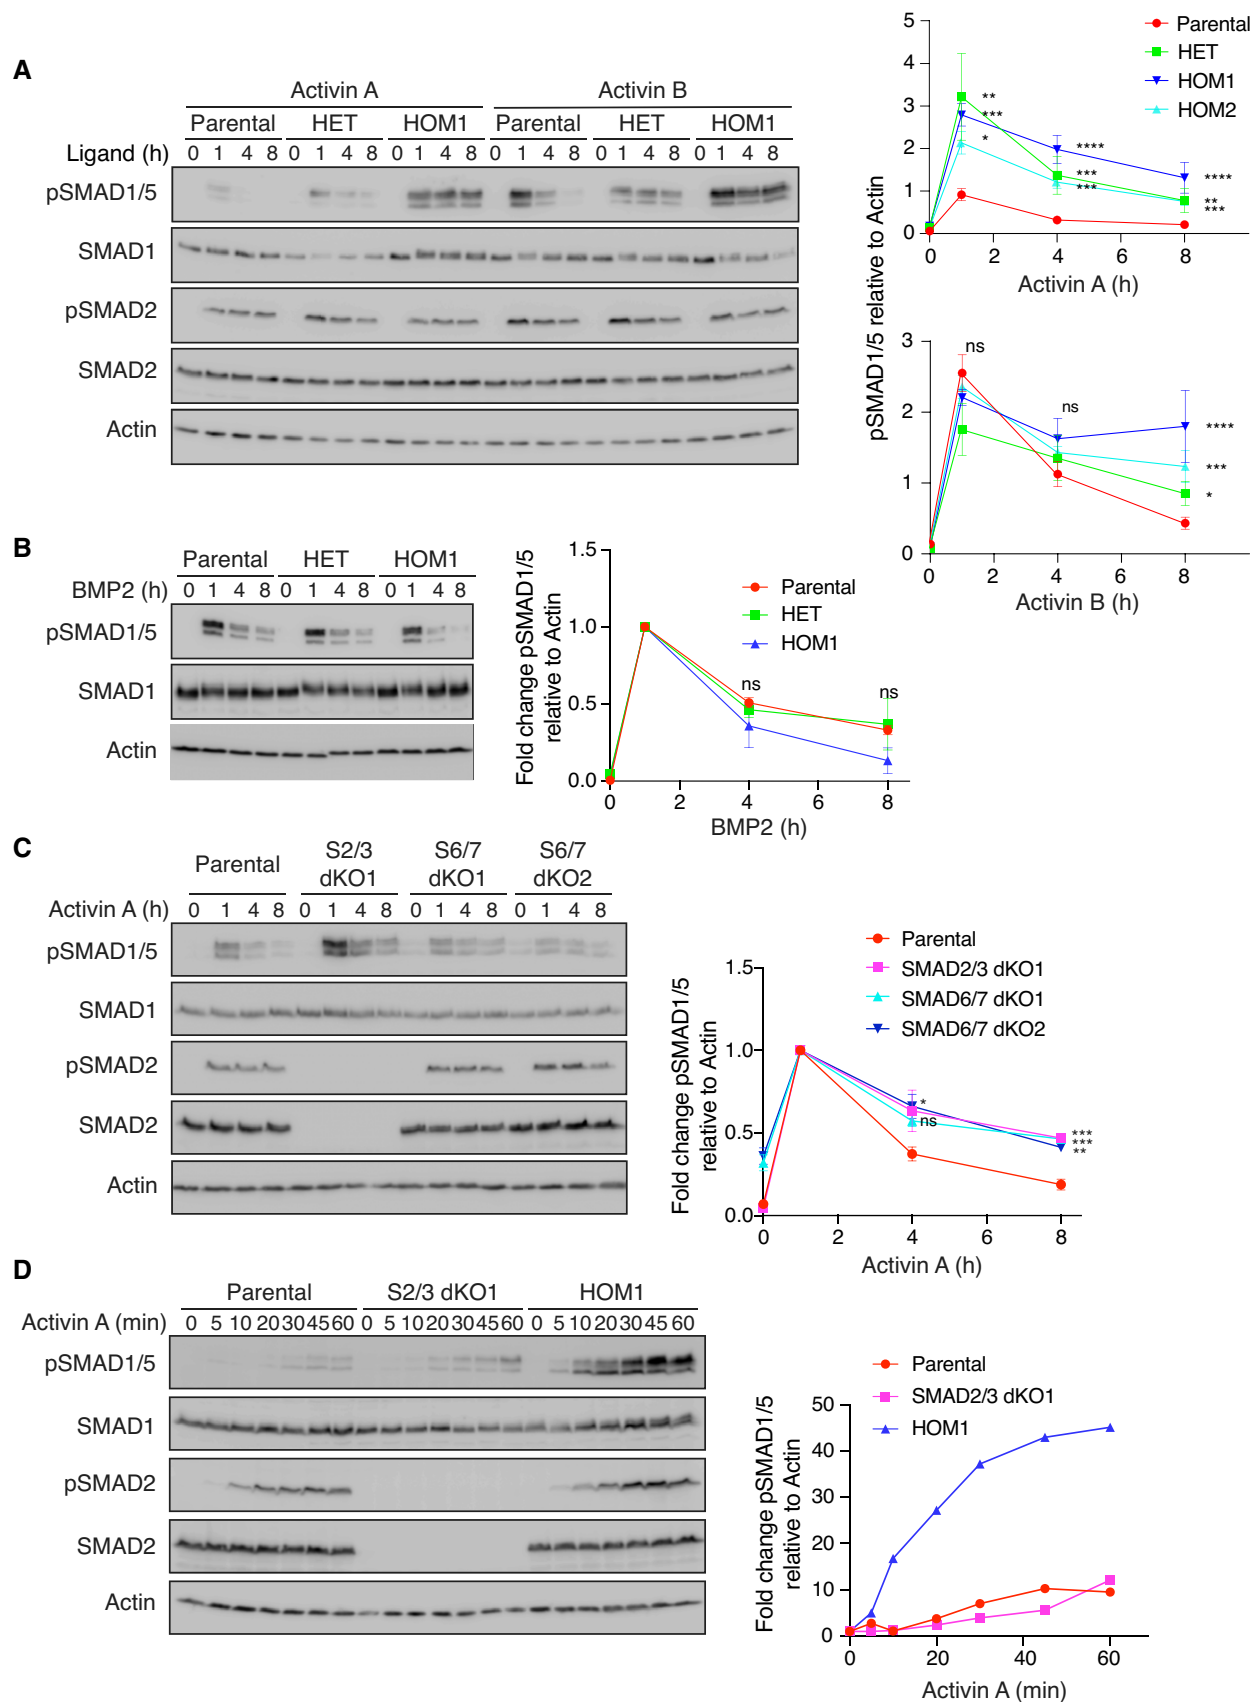 A
Activin A Activin B
Parental HET HOM1 Parental HET HOM1
Ligand (h) 0 1 4 8 0 1 4 8 0 1 4 8 0 1 4 8 0 1 4 8 0 1 4 8
pSMAD1/5
SMAD1
pSMAD2
SMAD2
Actin
Parental
HET
HOM1
HOM2
pSMAD1/5 relative to Actin
5
4
3
2
1
0
** 
***
*
****
***
***
****
**
***
0 2 4 6 8
Activin A (h)
3
2
1
0
ns
ns
****
***
*
0 2 4 6 8
Activin B (h)
B
Parental HET HOM1
BMP2 (h) 0 1 4 8 0 1 4 8 0 1 4 8
pSMAD1/5
SMAD1
Actin
Fold change pSMAD1/5
relative to Actin
1.5
1.0
0.5
0.0
Parental
HET
HOM1
ns
ns
0 2 4 6 8
BMP2 (h)
C
Parental S2/3 dKO1 S6/7 dKO1 S6/7 dKO2
Activin A (h) 0 1 4 8 0 1 4 8 0 1 4 8 0 1 4 8
pSMAD1/5
SMAD1
pSMAD2
SMAD2
Actin
Fold change pSMAD1/5
relative to Actin
Parental
SMAD2/3 dKO1
SMAD6/7 dKO1
SMAD6/7 dKO2
1.5
1.0
0.5
0.0
*
ns
***
***
**
0 2 4 6 8
Activin A (h)
D
Parental S2/3 dKO1 HOM1
Activin A (min) 0 5 10 20 30 45 60 0 5 10 20 30 45 60 0 5 10 20 30 45 60
pSMAD1/5
SMAD1
pSMAD2
SMAD2
Actin
Fold change pSMAD1/5
relative to Actin
Parental
SMAD2/3 dKO1
HOM1
50
40
30
20
10
0
0 20 40 60
Activin A (min)